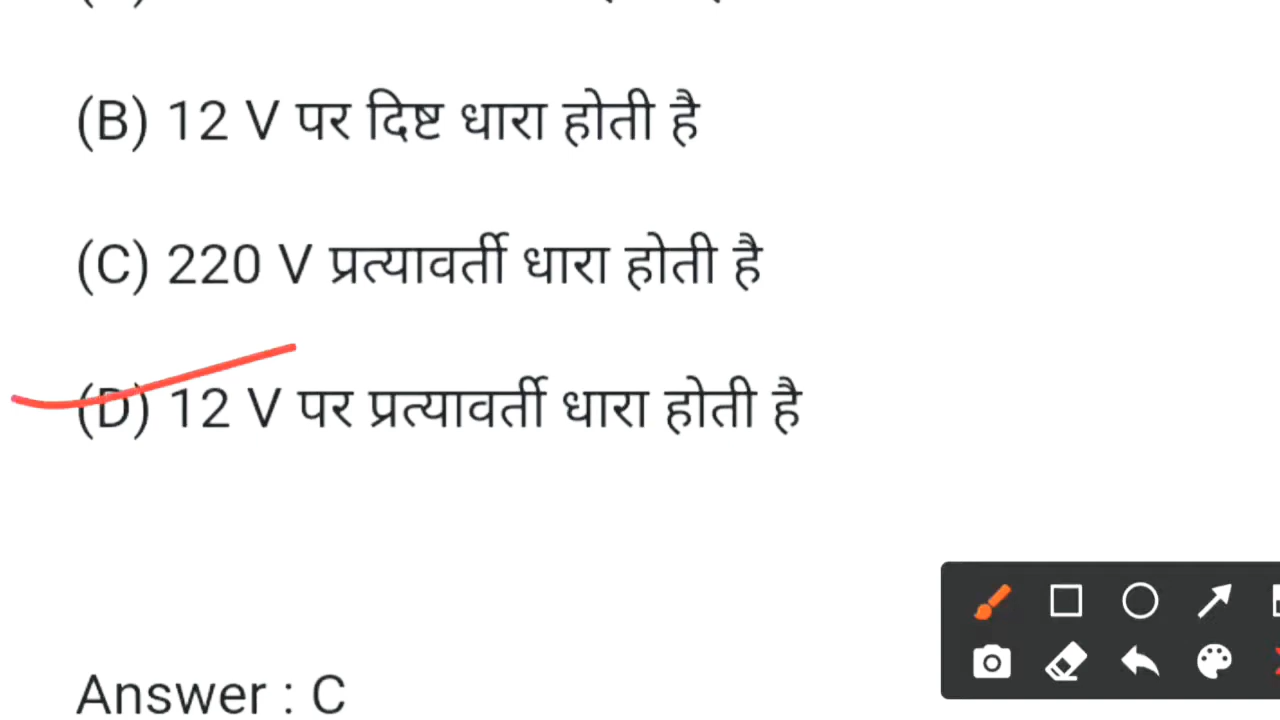 (B) 12 V पर दिष्ट धारा होती है
(C) 220 V प्रत्यावर्ती धारा होती है
(D) 12 V पर प्रत्यावर्ती धारा होती है
Answer : C